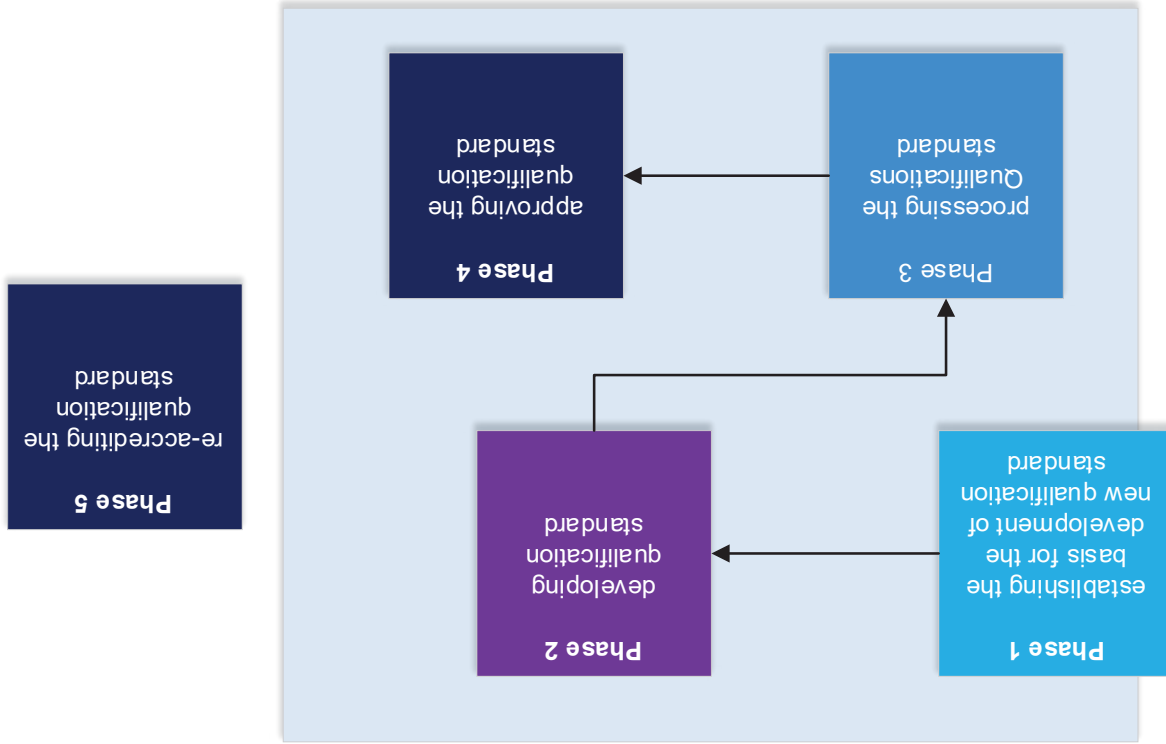 Phase 1
establishing the
basis for the
development of
new qualification
standard
Phase 2
developing
qualification
standard
Phase 3
processing the
Qualifications
standard
Phase 4
approving the
qualification
standard
Phase 5
re-accrediting the
qualification
standard